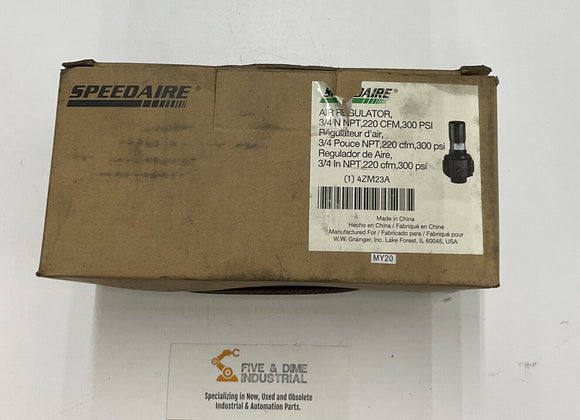 SPEEDAIRE®
SPEEDAIRE®
AIR REGULATOR,
3/4 IN NPT,220 CFM,300 PSI
Régulateur d'air,
3/4 Pouce NPT,220 cfm,300 psi
Regulador de Aire,
3/4 In NPT,220 cfm,300 psi
(1) 4ZM23A
Made in China
Hecho en China / Fabriqué en China
Manufactured For / Fabricado para / Fabriqué pour
W.W. Grainger, Inc. Lake Forest, IL 60045, USA
MY20
FIVE & DIME
INDUSTRIAL
Specializing in New, Used and Obsolete
Industrial & Automation Parts.